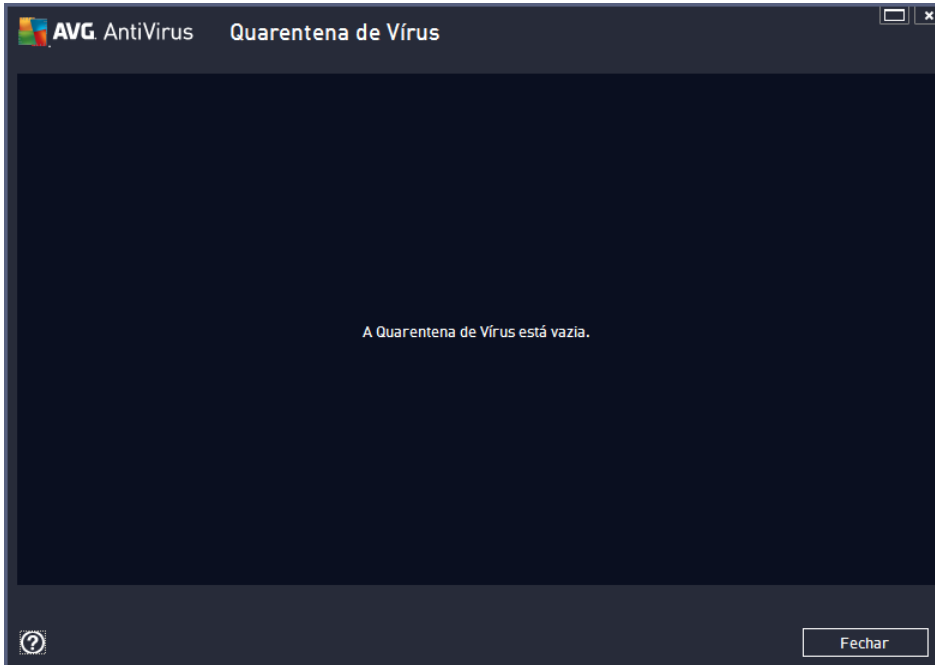 AVG. AntiVirus Quarentena de Vírus
A Quarentena de Vírus está vazia.
?
Fechar